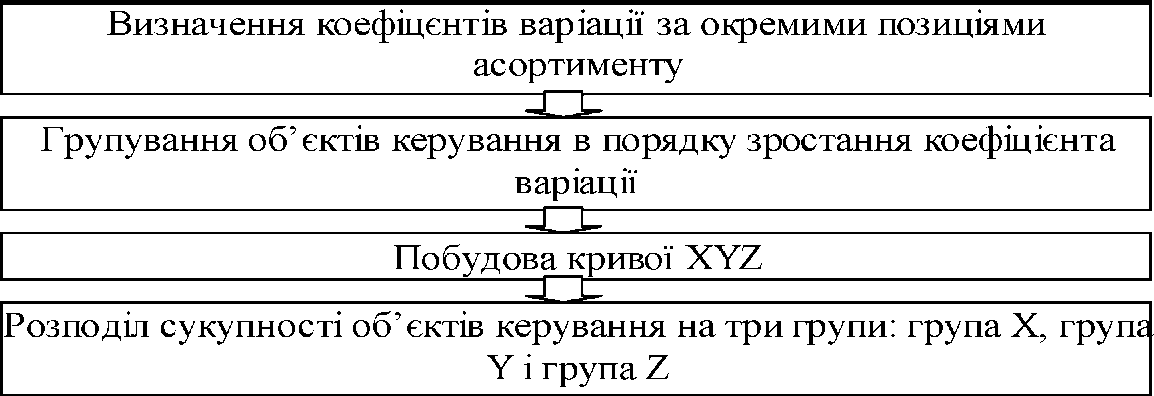 Визначення коефіцєнтів варіації за окремими позиціями
асортименту
Групування об’єктів керування в порядку зростання коефіцієнта
варіації
Побудова кривої XYZ
Розподіл сукупності об’єктів керування на три групи: група X, група
Y і група Z